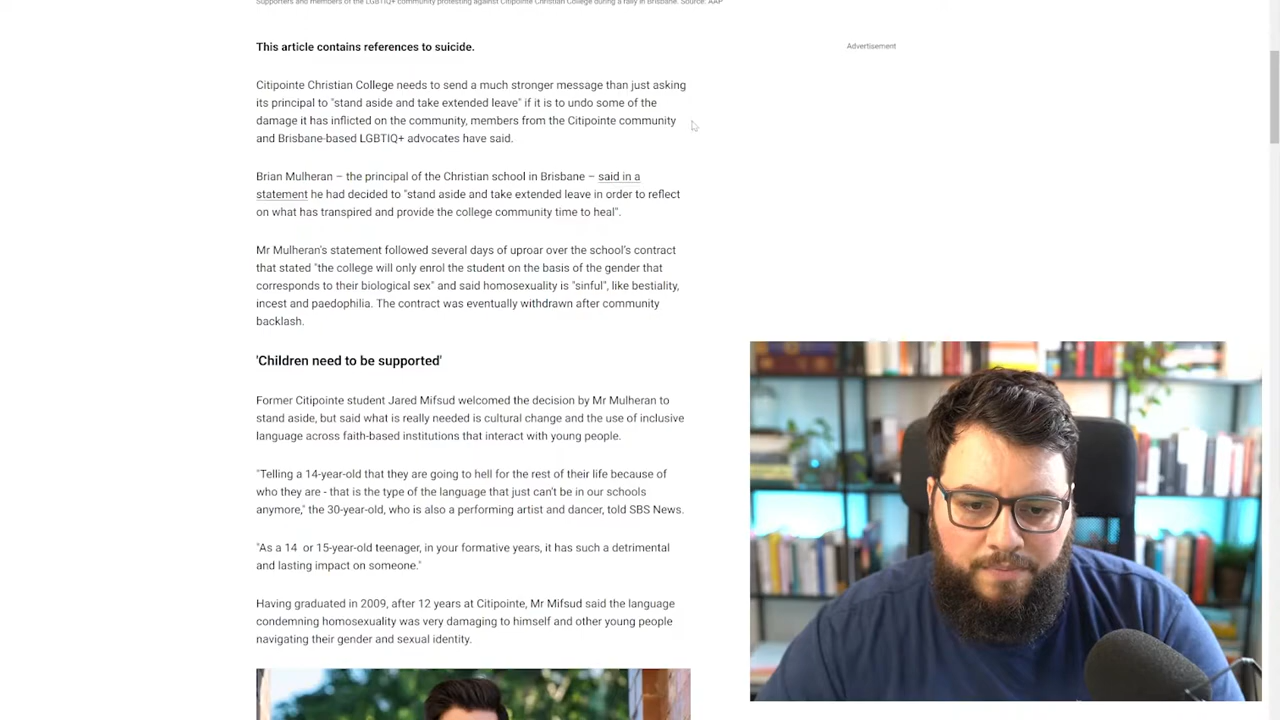 Supporters and members of the LGBTIQ+ community protesting against Citipointe Christian College during a rally in Brisbane. Source: AAP
This article contains references to suicide.
Advertisement
Citipointe Christian College needs to send a much stronger message than just asking
its principal to "stand aside and take extended leave" if it is to undo some of the
damage it has inflicted on the community, members from the Citipointe community
and Brisbane-based LGBTIQ+ advocates have said.
Brian Mulheran – the principal of the Christian school in Brisbane – said in a
statement he had decided to "stand aside and take extended leave in order to reflect
on what has transpired and provide the college community time to heal".
Mr Mulheran's statement followed several days of uproar over the school's contract
that stated "the college will only enrol the student on the basis of the gender that
corresponds to their biological sex" and said homosexuality is "sinful", like bestiality,
incest and paedophilia. The contract was eventually withdrawn after community
backlash.
'Children need to be supported'
Former Citipointe student Jared Mifsud welcomed the decision by Mr Mulheran to
stand aside, but said what is really needed is cultural change and the use of inclusive
language across faith-based institutions that interact with young people.
"Telling a 14-year-old that they are going to hell for the rest of their life because of
who they are - that is the type of the language that just can't be in our schools
anymore," the 30-year-old, who is also a performing artist and dancer, told SBS News.
"As a 14 or 15-year-old teenager, in your formative years, it has such a detrimental
and lasting impact on someone."
Having graduated in 2009, after 12 years at Citipointe, Mr Mifsud said the language
condemning homosexuality was very damaging to himself and other young people
navigating their gender and sexual identity.